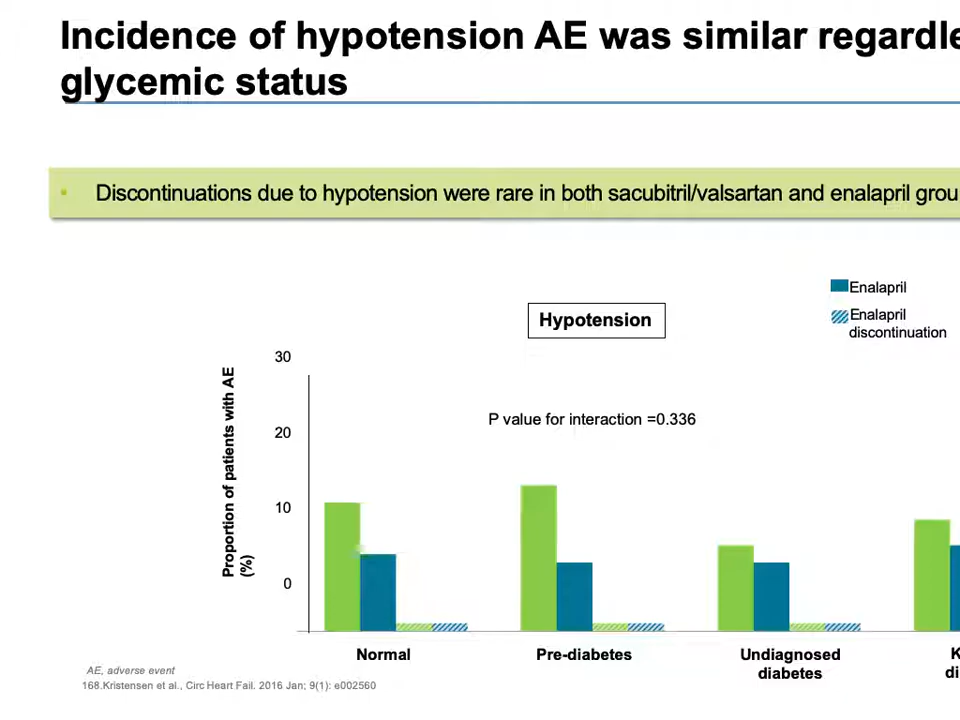 Incidence of hypotension AE was similar
glycemic status
• Discontinuations due to hypotension were rare in both sacubitril/valsartan and enalapril
Enalapril
Enalapril
discontinuation
Hypotension
30
20
10
0
Proportion of patients with AE
(%)
P value for interaction =0.336
Normal
Pre-diabetes
Undiagnosed
diabetes
AE, adverse event
168.Kristensen et al., Circ Heart Fail. 2016 Jan; 9(1): e002560